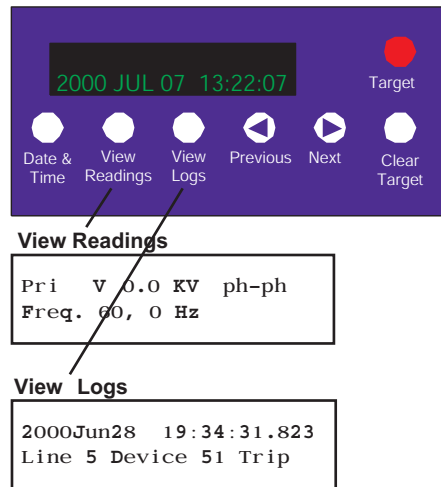 2000 JUL 07 13:22:07
Target
Date & Time
View Readings
View Logs
Previous
Next
Clear Target
View Readings
Pri V 0.0 KV ph-ph
Freq. 60, 0 Hz
View Logs
2000Jun28 19:34:31.823
Line 5 Device 51 Trip